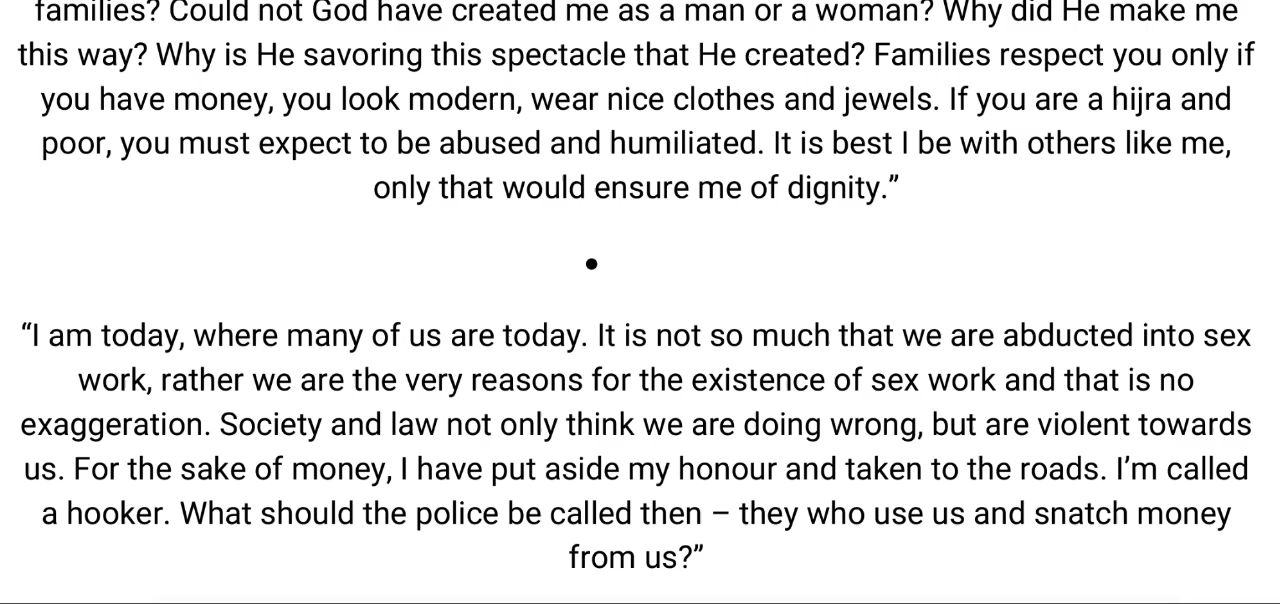 families? Could not God have created me as a man or a woman? Why did He make me
this way? Why is He savoring this spectacle that He created? Families respect you only if
you have money, you look modern, wear nice clothes and jewels. If you are a hijra and
poor, you must expect to be abused and humiliated. It is best I be with others like me,
only that would ensure me of dignity.”
•
“I am today, where many of us are today. It is not so much that we are abducted into sex
work, rather we are the very reasons for the existence of sex work and that is no
exaggeration. Society and law not only think we are doing wrong, but are violent towards
us. For the sake of money, I have put aside my honour and taken to the roads. I’m called
a hooker. What should the police be called then – they who use us and snatch money
from us?”